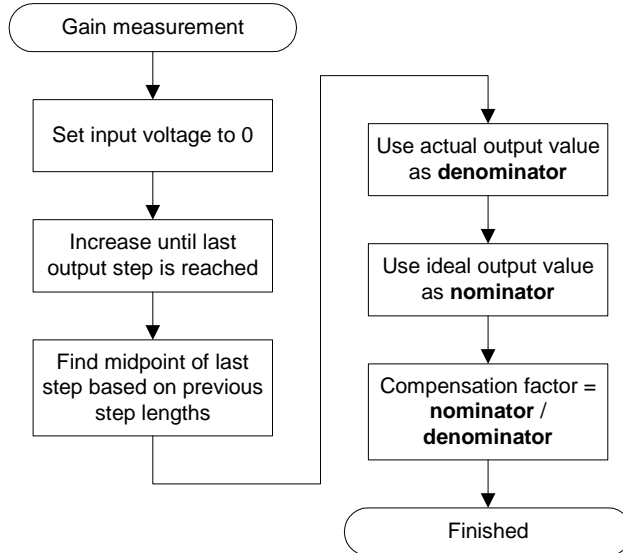 Gain measurement
Set input voltage to 0
Increase until last
output step is reached
Find midpoint of last
step based on previous
step lengths
Use actual output value
as denominator
Use ideal output value
as nominator
Compensation factor =
nominator /
denominator
Finished